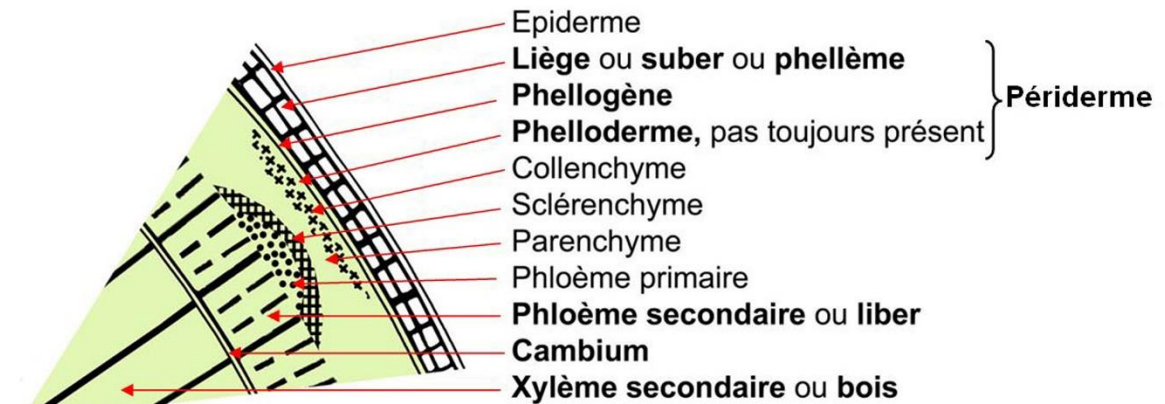 Epiderme
Liège ou suber ou phellème
Phellogène
Périderme
Phelloderme, pas toujours présent
Collenchyme
Sclérenchyme
Parenchyme
Phloème primaire
Phloème secondaire ou liber
Cambium
Xylème secondaire ou bois